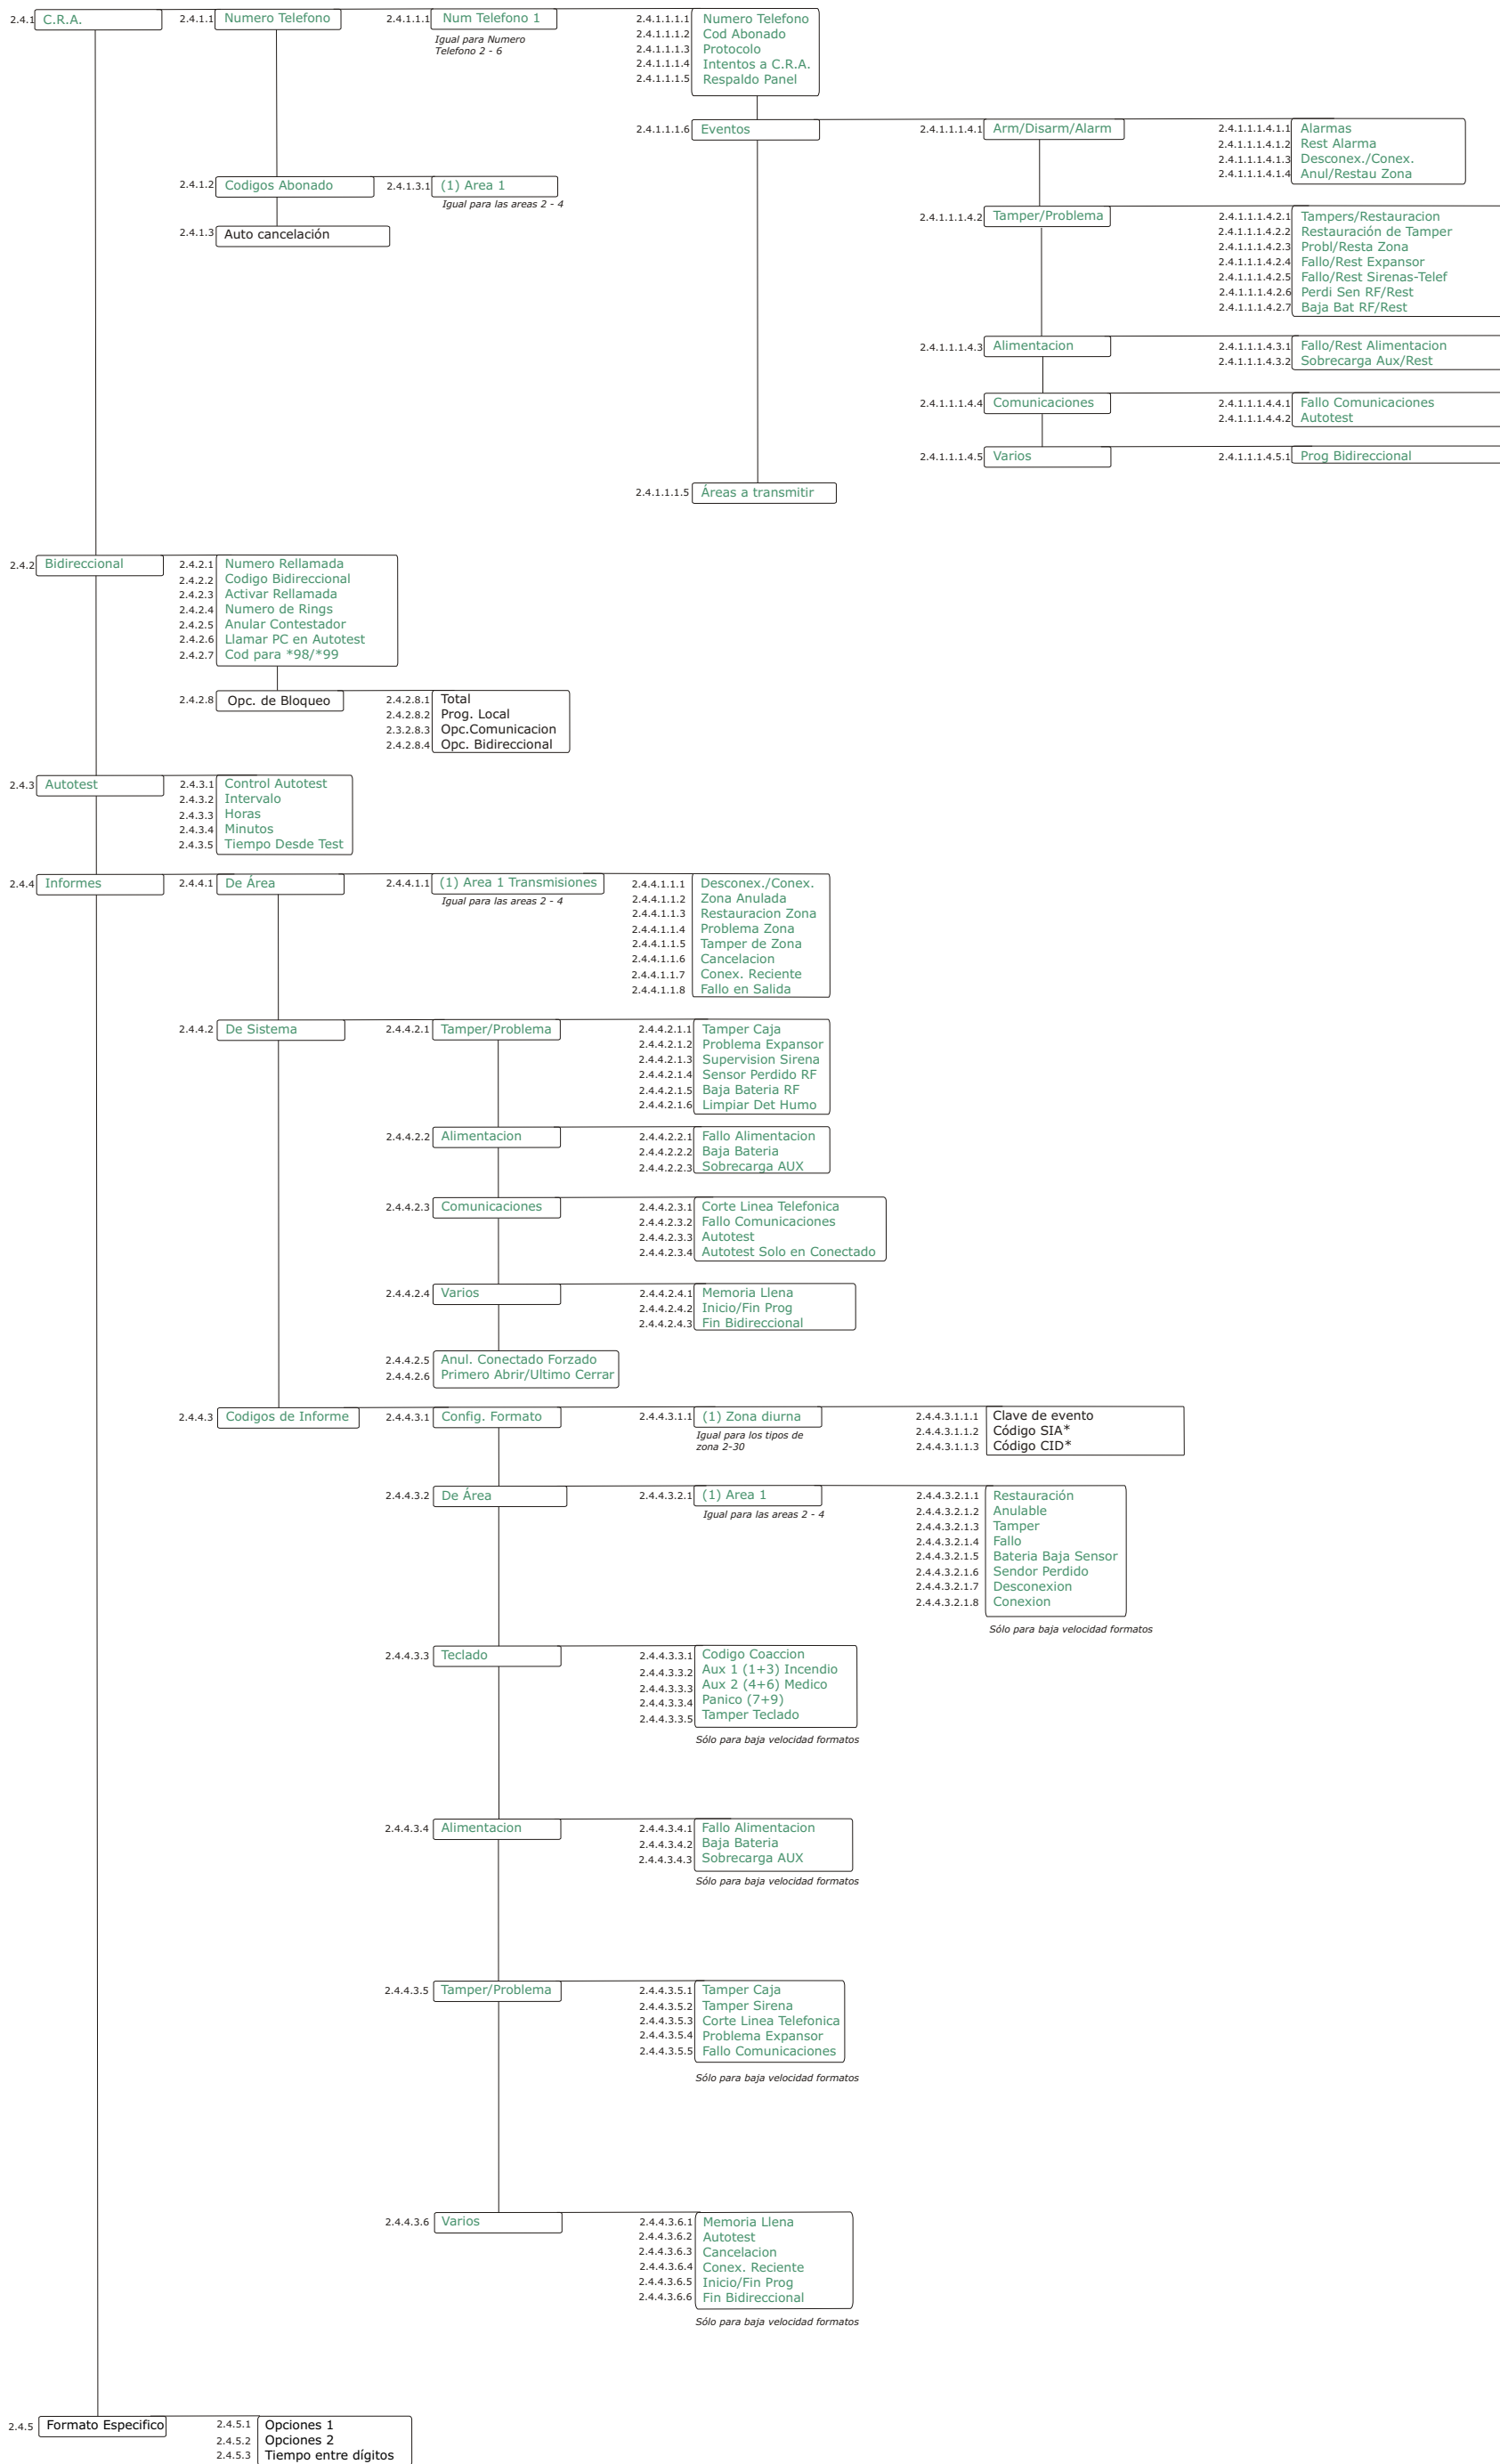 2.4.1 C.R.A.
2.4.1.1 Numero Telefono
2.4.1.1.1 Num Telefono 1
Igual para Numero
Telefono 2 - 6
2.4.1.1.1.1 Numero Telefono
2.4.1.1.1.2 Cod Abonado
2.4.1.1.1.3 Protocolo
2.4.1.1.1.4 Intentos a C.R.A.
2.4.1.1.1.5 Respaldo Panel
2.4.1.1.1.6 Eventos
2.4.1.1.1.4.1 Arm/Disarm/Alarm
2.4.1.1.1.4.1.1 Alarmas
2.4.1.1.1.4.1.2 Rest Alarma
2.4.1.1.1.4.1.3 Desconex./Conex.
2.4.1.1.1.4.1.4 Anul/Restau Zona
2.4.1.1.1.4.2 Tamper/Problema
2.4.1.1.1.4.2.1 Tampers/Restauracion
2.4.1.1.1.4.2.2 Restauración de Tamper
2.4.1.1.1.4.2.3 Probl/Resta Zona
2.4.1.1.1.4.2.4 Fallo/Rest Expansor
2.4.1.1.1.4.2.5 Fallo/Rest Sirenas-Telef
2.4.1.1.1.4.2.6 Perdi Sen RF/Rest
2.4.1.1.1.4.2.7 Baja Bat RF/Rest
2.4.1.1.1.4.3 Alimentacion
2.4.1.1.1.4.3.1 Fallo/Rest Alimentacion
2.4.1.1.1.4.3.2 Sobrecarga Aux/Rest
2.4.1.1.1.4.4 Comunicaciones
2.4.1.1.1.4.4.1 Fallo Comunicaciones
2.4.1.1.1.4.4.2 Autotest
2.4.1.1.1.4.5 Varios
2.4.1.1.1.4.5.1 Prog Bidireccional
2.4.1.1.1.5 Áreas a transmitir
2.4.1.2 Codigos Abonado
2.4.1.3.1 (1) Area 1
Igual para las areas 2 - 4
2.4.1.3 Auto cancelación
2.4.2 Bidireccional
2.4.2.1 Numero Rellamada
2.4.2.2 Codigo Bidireccional
2.4.2.3 Activar Rellamada
2.4.2.4 Numero de Rings
2.4.2.5 Anular Contestador
2.4.2.6 Llamar PC en Autotest
2.4.2.7 Cod para *98/*99
2.4.2.8 Opc. de Bloqueo
2.4.2.8.1 Total
2.4.2.8.2 Prog. Local
2.3.2.8.3 Opc.Comunicacion
2.4.2.8.4 Opc. Bidireccional
2.4.3 Autotest
2.4.3.1 Control Autotest
2.4.3.2 Intervalo
2.4.3.3 Horas
2.4.3.4 Minutos
2.4.3.5 Tiempo Desde Test
2.4.4 Informes
2.4.4.1 De Área
2.4.4.1.1 (1) Area 1 Transmisiones
Igual para las areas 2 - 4
2.4.4.1.1.1 Desconex./Conex.
2.4.4.1.1.2 Zona Anulada
2.4.4.1.1.3 Restauracion Zona
2.4.4.1.1.4 Problema Zona
2.4.4.1.1.5 Tamper de Zona
2.4.4.1.1.6 Cancelacion
2.4.4.1.1.7 Conex. Reciente
2.4.4.1.1.8 Fallo en Salida
2.4.4.2 De Sistema
2.4.4.2.1 Tamper/Problema
2.4.4.2.1.1 Tamper Caja
2.4.4.2.1.2 Problema Expansor
2.4.4.2.1.3 Supervision Sirena
2.4.4.2.1.4 Sensor Perdido RF
2.4.4.2.1.5 Baja Bateria RF
2.4.4.2.1.6 Limpiar Det Humo
2.4.4.2.2 Alimentacion
2.4.4.2.2.1 Fallo Alimentacion
2.4.4.2.2.2 Baja Bateria
2.4.4.2.2.3 Sobrecarga AUX
2.4.4.2.3 Comunicaciones
2.4.4.2.3.1 Corte Linea Telefonica
2.4.4.2.3.2 Fallo Comunicaciones
2.4.4.2.3.3 Autotest
2.4.4.2.3.4 Autotest Solo en Conectado
2.4.4.2.4 Varios
2.4.4.2.4.1 Memoria Llena
2.4.4.2.4.2 Inicio/Fin Prog
2.4.4.2.4.3 Fin Bidireccional
2.4.4.2.5 Anul. Conectado Forzado
2.4.4.2.6 Primero Abrir/Ultimo Cerrar
2.4.4.3 Codigos de Informe
2.4.4.3.1 Config. Formato
2.4.4.3.1.1 (1) Zona diurna
Igual para los tipos de
zona 2-30
2.4.4.3.1.1.1 Clave de evento
2.4.4.3.1.1.2 Código SIA*
2.4.4.3.1.1.3 Código CID*
2.4.4.3.2 De Área
2.4.4.3.2.1 (1) Area 1
Igual para las areas 2 - 4
2.4.4.3.2.1.1 Restauración
2.4.4.3.2.1.2 Anulable
2.4.4.3.2.1.3 Tamper
2.4.4.3.2.1.4 Fallo
2.4.4.3.2.1.5 Bateria Baja Sensor
2.4.4.3.2.1.6 Sendor Perdido
2.4.4.3.2.1.7 Desconexion
2.4.4.3.2.1.8 Conexion
Sólo para baja velocidad formatos
2.4.4.3.3 Teclado
2.4.4.3.3.1 Codigo Coaccion
2.4.4.3.3.2 Aux 1 (1+3) Incendio
2.4.4.3.3.3 Aux 2 (4+6) Medico
2.4.4.3.3.4 Panico (7+9)
2.4.4.3.3.5 Tamper Teclado
Sólo para baja velocidad formatos
2.4.4.3.4 Alimentacion
2.4.4.3.4.1 Fallo Alimentacion
2.4.4.3.4.2 Baja Bateria
2.4.4.3.4.3 Sobrecarga AUX
Sólo para baja velocidad formatos
2.4.4.3.5 Tamper/Problema
2.4.4.3.5.1 Tamper Caja
2.4.4.3.5.2 Tamper Sirena
2.4.4.3.5.3 Corte Linea Telefonica
2.4.4.3.5.4 Problema Expansor
2.4.4.3.5.5 Fallo Comunicaciones
Sólo para baja velocidad formatos
2.4.4.3.6 Varios
2.4.4.3.6.1 Memoria Llena
2.4.4.3.6.2 Autotest
2.4.4.3.6.3 Cancelacion
2.4.4.3.6.4 Conex. Reciente
2.4.4.3.6.5 Inicio/Fin Prog
2.4.4.3.6.6 Fin Bidireccional
Sólo para baja velocidad formatos
2.4.5 Formato Especifico
2.4.5.1 Opciones 1
2.4.5.2 Opciones 2
2.4.5.3 Tiempo entre dígitos